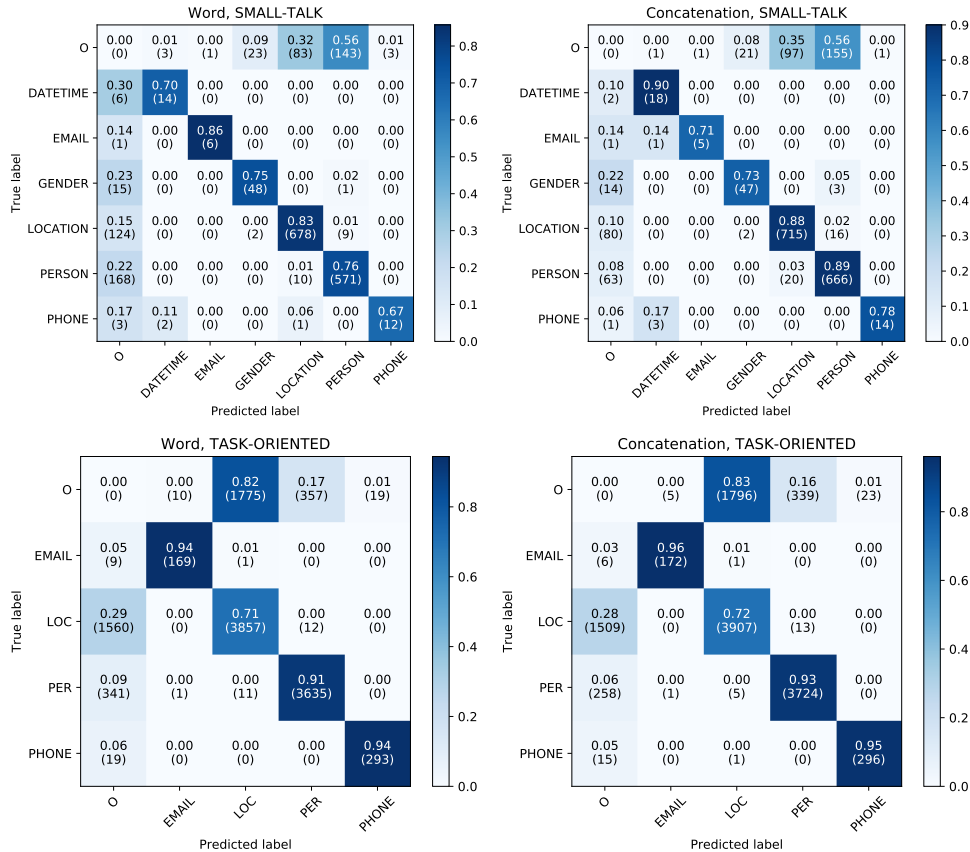 Word, SMALL-TALK
O 0.00 0.01 0.00 0.09 0.32 0.56 0.01
(0) (3) (1) (23) (83) (143) (3)
DATETIME 0.30 0.70 0.00 0.00 0.00 0.00 0.00
(6) (14) (0) (0) (0) (0) (0)
EMAIL 0.14 0.00 0.86 0.00 0.00 0.00 0.00
(1) (0) (6) (0) (0) (0) (0)
GENDER 0.23 0.00 0.00 0.75 0.00 0.02 0.00
(15) (0) (0) (48) (0) (1) (0)
LOCATION 0.15 0.00 0.00 0.00 0.83 0.01 0.00
(124) (0) (0) (2) (678) (9) (0)
PERSON 0.22 0.00 0.00 0.00 0.01 0.76 0.00
(168) (0) (0) (0) (10) (571) (0)
PHONE 0.17 0.11 0.00 0.00 0.06 0.00 0.67
(3) (2) (0) (0) (1) (0) (12)
O DATETIME EMAIL GENDER LOCATION PERSON PHONE
Predicted label
True label
0.8
0.7
0.6
0.5
0.4
0.3
0.2
0.1
0.0
Concatenation, SMALL-TALK
O 0.00 0.00 0.00 0.08 0.35 0.56 0.00
(0) (1) (1) (21) (97) (155) (1)
DATETIME 0.10 0.90 0.00 0.00 0.00 0.00 0.00
(2) (18) (0) (0) (0) (0) (0)
EMAIL 0.14 0.14 0.71 0.00 0.00 0.00 0.00
(1) (1) (5) (0) (0) (0) (0)
GENDER 0.22 0.00 0.00 0.73 0.00 0.05 0.00
(14) (0) (0) (47) (0) (3) (0)
LOCATION 0.10 0.00 0.00 0.00 0.88 0.02 0.00
(80) (0) (0) (2) (715) (16) (0)
PERSON 0.08 0.00 0.00 0.00 0.03 0.89 0.00
(63) (0) (0) (0) (20) (666) (0)
PHONE 0.06 0.17 0.00 0.00 0.00 0.00 0.78
(1) (3) (0) (0) (0) (0) (14)
O DATETIME EMAIL GENDER LOCATION PERSON PHONE
Predicted label
True label
0.9
0.8
0.7
0.6
0.5
0.4
0.3
0.2
0.1
0.0
Word, TASK-ORIENTED
O 0.00 0.00 0.82 0.17 0.01
(0) (10) (1775) (357) (19)
EMAIL 0.05 0.94 0.01 0.00 0.00
(9) (169) (1) (0) (0)
LOC 0.29 0.00 0.71 0.00 0.00
(1560) (0) (3857) (12) (0)
PER 0.09 0.00 0.00 0.91 0.00
(341) (1) (11) (3635) (0)
PHONE 0.06 0.00 0.00 0.00 0.94
(19) (0) (0) (0) (293)
O EMAIL LOC PER PHONE
Predicted label
True label
0.8
0.6
0.4
0.2
0.0
Concatenation, TASK-ORIENTED
O 0.00 0.00 0.83 0.16 0.01
(0) (5) (1796) (339) (23)
EMAIL 0.03 0.96 0.01 0.00 0.00
(6) (172) (1) (0) (0)
LOC 0.28 0.00 0.72 0.00 0.00
(1509) (0) (3907) (13) (0)
PER 0.06 0.00 0.00 0.93 0.00
(258) (1) (5) (3724) (0)
PHONE 0.05 0.00 0.00 0.00 0.95
(15) (0) (1) (0) (296)
O EMAIL LOC PER PHONE
Predicted label
True label
0.8
0.6
0.4
0.2
0.0